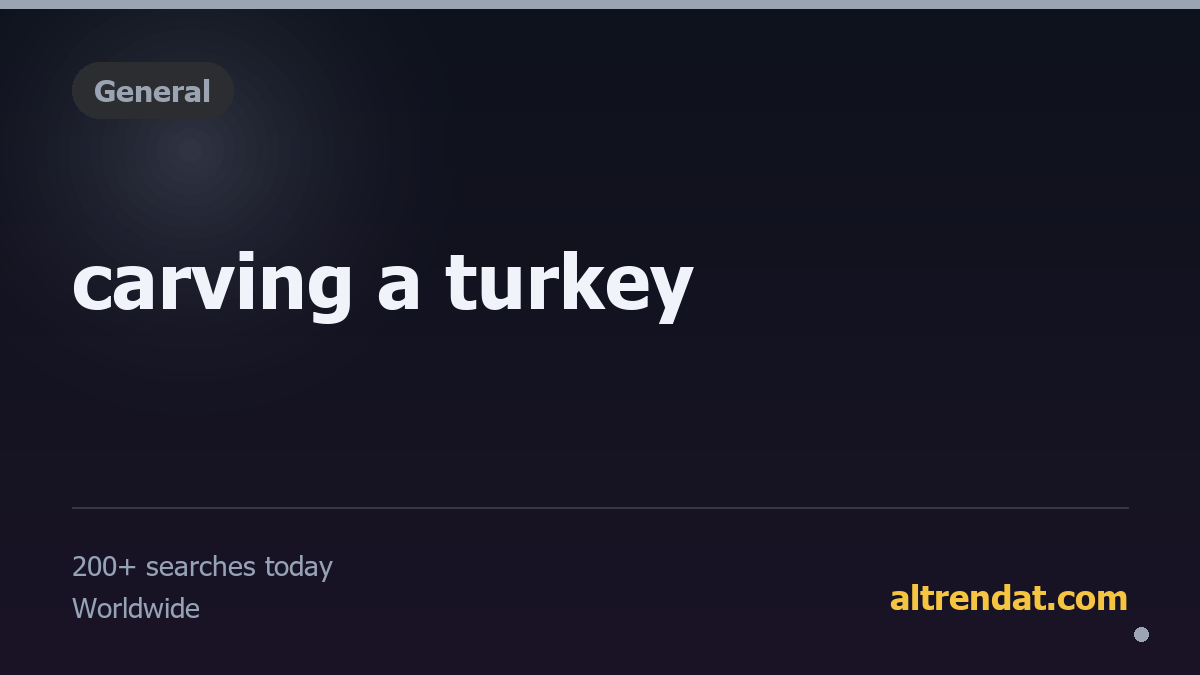 General
carving a turkey
200+ searches today
Worldwide
altrendat.com